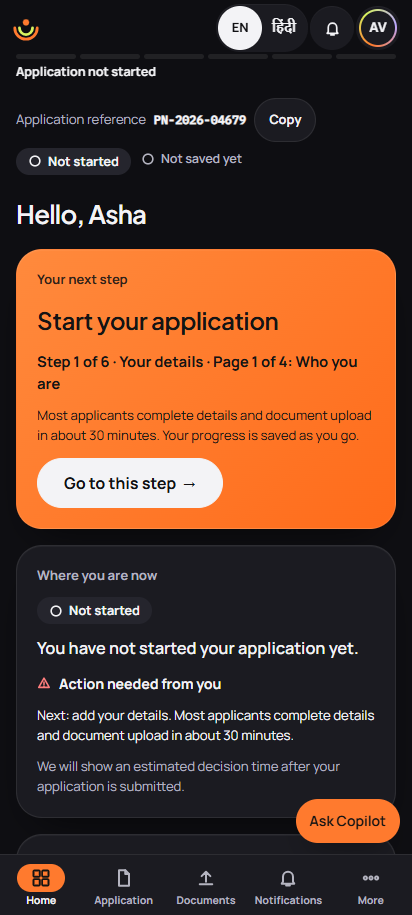 EN हिंदी AV
Application not started
Application reference PN-2026-04679 Copy
Not started Not saved yet
Hello, Asha
Your next step
Start your application
Step 1 of 6 · Your details · Page 1 of 4: Who you
are
Most applicants complete details and document upload
in about 30 minutes. Your progress is saved as you go.
Go to this step →
Where you are now
Not started
You have not started your application yet.
Action needed from you
Next: add your details. Most applicants complete details
and document upload in about 30 minutes.
We will show an estimated decision time after your
application is submitted.
Ask Copilot
Home Application Documents Notifications More